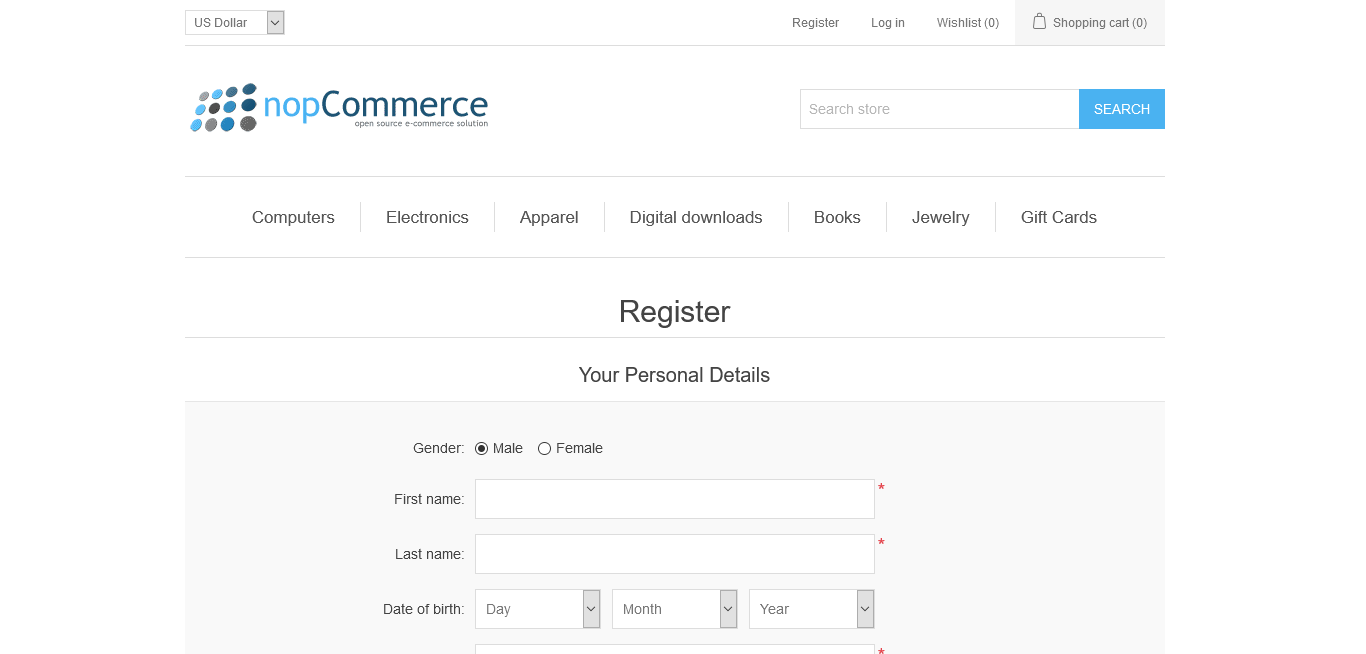 US Dollar Register Log in Wishlist (0) Shopping cart (0)
nopCommerce
open source e-commerce solution
Search store SEARCH
Computers Electronics Apparel Digital downloads Books Jewelry Gift Cards
Register
Your Personal Details
Gender: Male Female
First name: *
Last name: *
Date of birth: Day Month Year
*